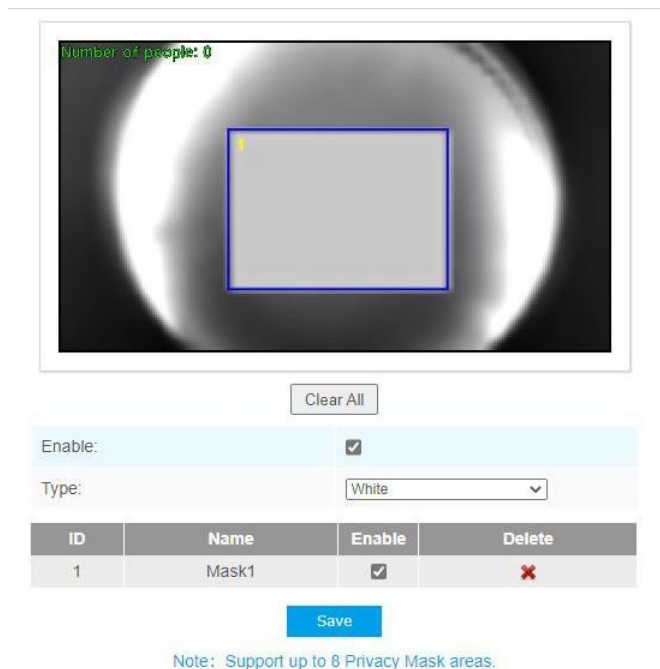 Number of people: 0
1
Clear All
Enable:
Type: White
ID Name Enable Delete
1 Mask1
Save
Note: Support up to 8 Privacy Mask areas.